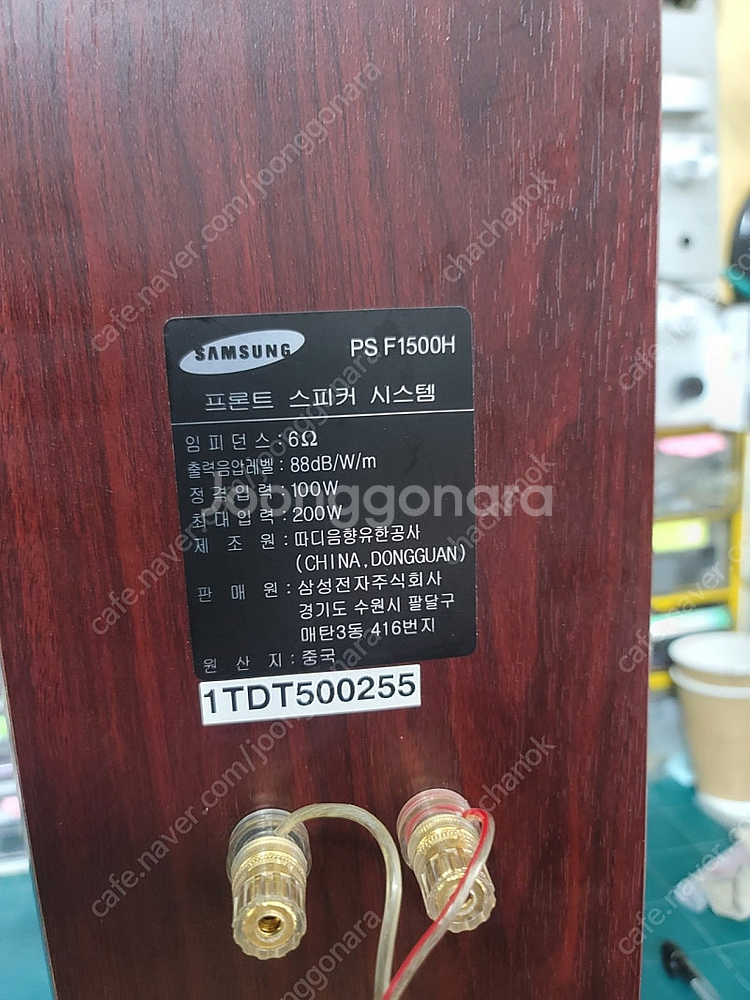 SAMSUNG PS F1500H
프론트 스피커 시스템
임피던스 : 6Ω
출력음압레벨 : 88dB/W/m
정격입력 : 100W
최대입력 : 200W
제조원 : 따디음향유한공사
(CHINA, DONGGUAN)
판매원 : 삼성전자주식회사
경기도 수원시 팔달구
매탄3동 416번지
원산지 : 중국
1TDT500255
joonggonara
cafe.naver.com/joonggonara
chachanok